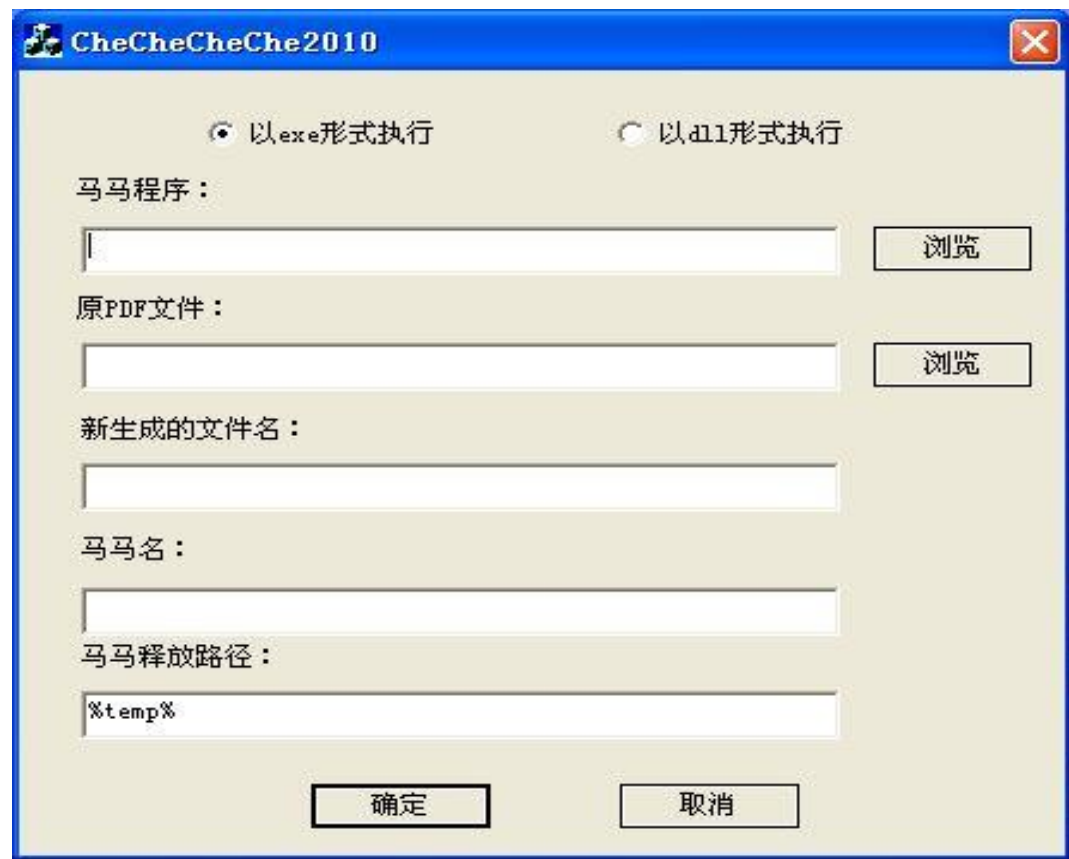 CheCheCheChe2010
以exe形式执行 以dll形式执行
马马程序：
浏览
原PDF文件：
浏览
新生成的文件名：
马马名：
马马释放路径：
%temp%
确定 取消